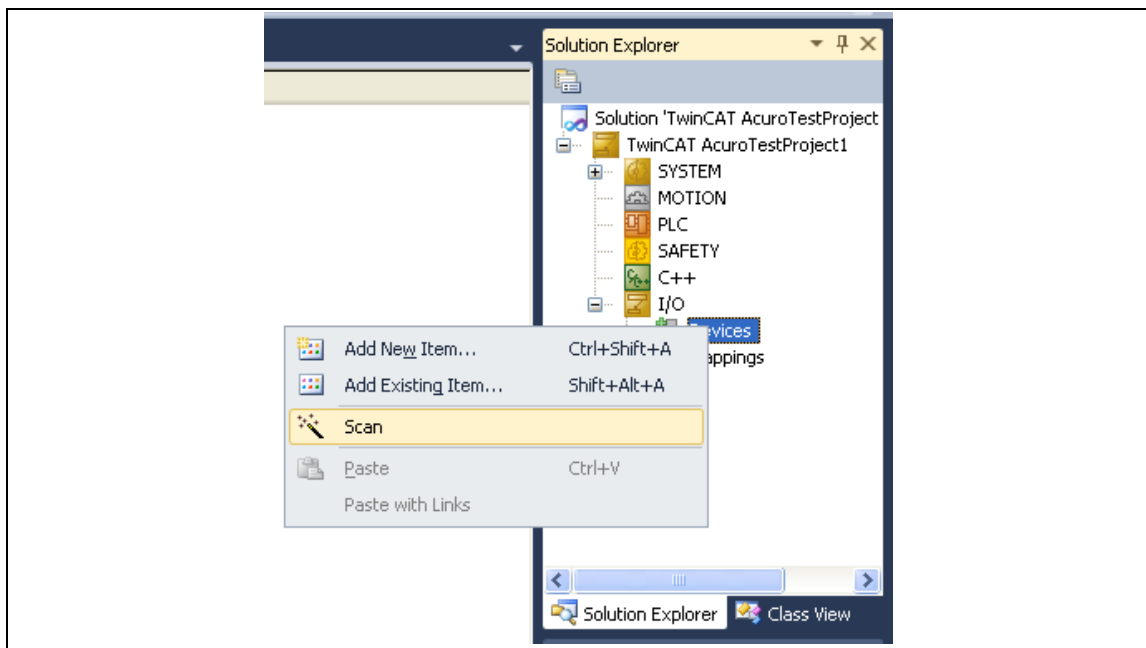 Solution Explorer
Solution 'TwinCAT AcuroTestProject
TwinCAT AcuroTestProject1
SYSTEM
MOTION
PLC
SAFETY
C++
I/O
Add New Item... Ctrl+Shift+A
Add Existing Item... Shift+Alt+A
Scan
Paste Ctrl+V
Paste with Links
Solution Explorer Class View